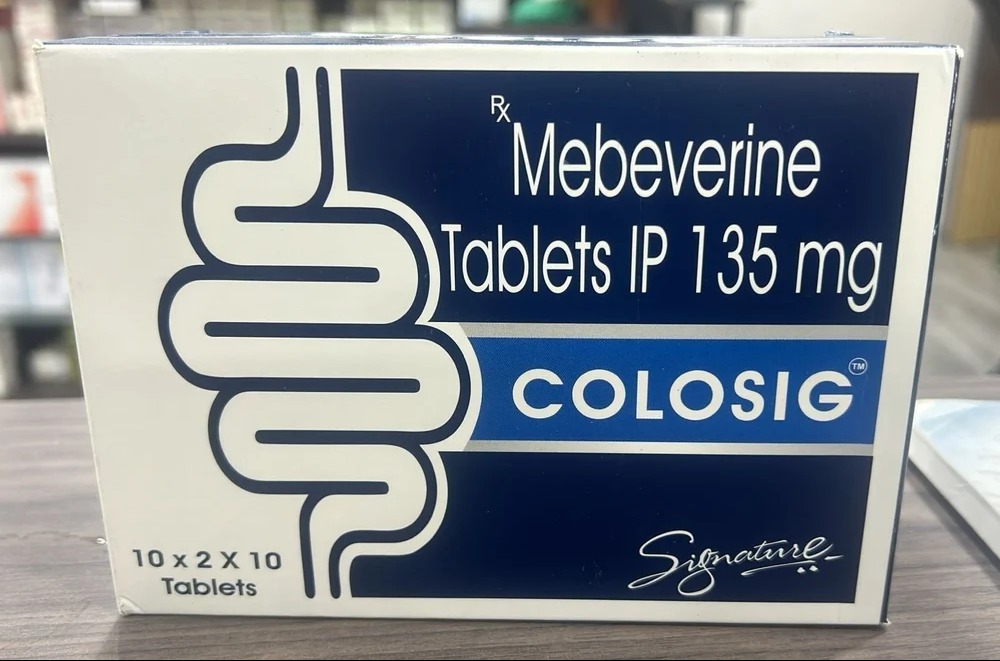 Rx
Mebeverine
Tablets IP 135 mg
COLOSIG™
Signature
10 x 2 X 10
Tablets